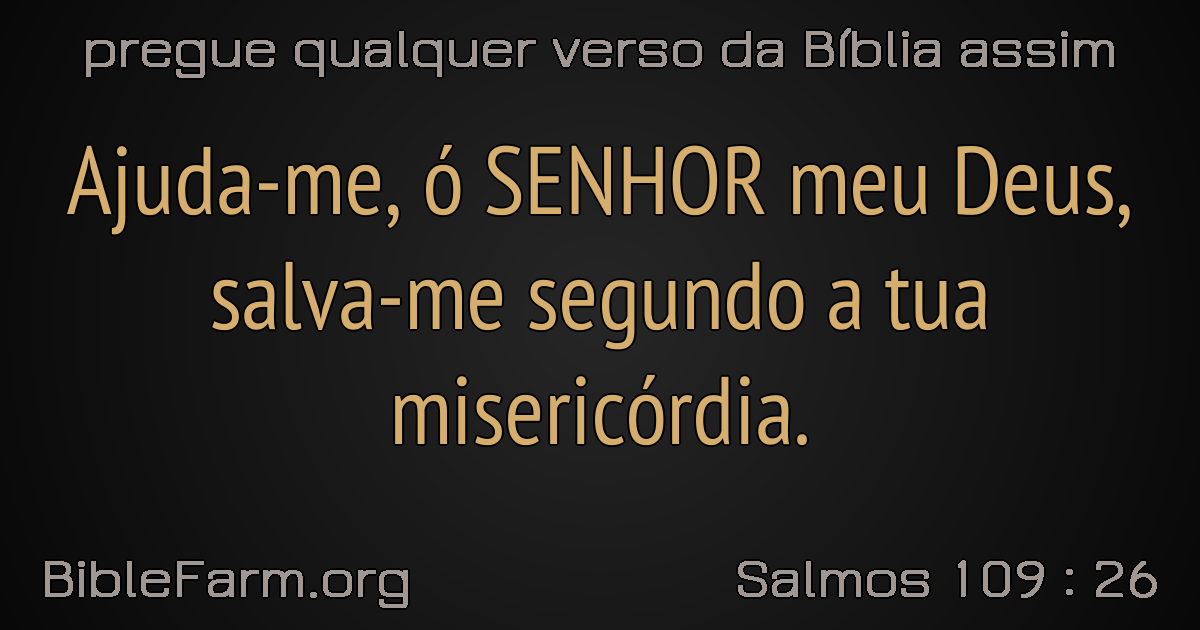 pregue qualquer verso da Bíblia assim
Ajuda-me, ó SENHOR meu Deus,
salva-me segundo a tua
misericórdia.
BibleFarm.org
Salmos 109 : 26